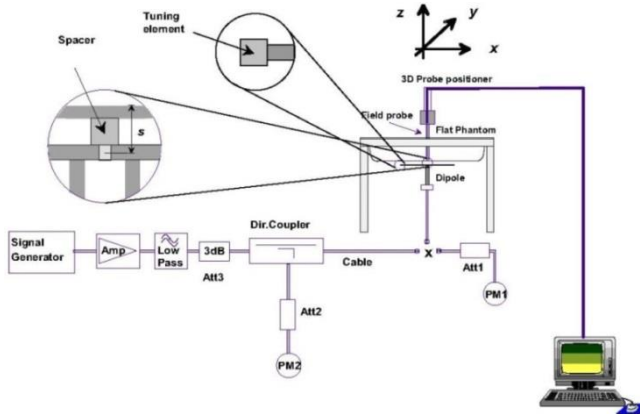 Tuning
element
Spacer
s
z
y
x
3D Probe positioner
Field probe
Flat Phantom
Dipole
Signal
Generator
Amp
Low
Pass
3dB
Att3
Dir.Coupler
Cable
X
Att1
PM1
Att2
PM2